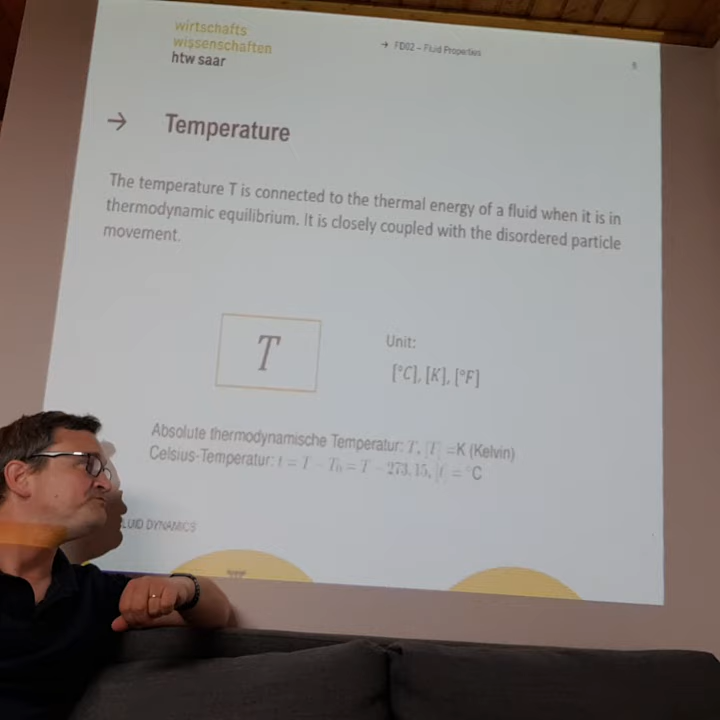 wirtschafts
wissenschaften
htw saar
→ FD02 – Fluid Properties
→ Temperature
The temperature T is connected to the thermal energy of a fluid when it is in
thermodynamic equilibrium. It is closely coupled with the disordered particle
movement.
T
Unit:
[°C], [K], [°F]
Absolute thermodynamische Temperatur: T, [T] =K (Kelvin)
Celsius-Temperatur: t = T − T₀ = T − 273,15, [t] = °C
LUID DYNAMICS